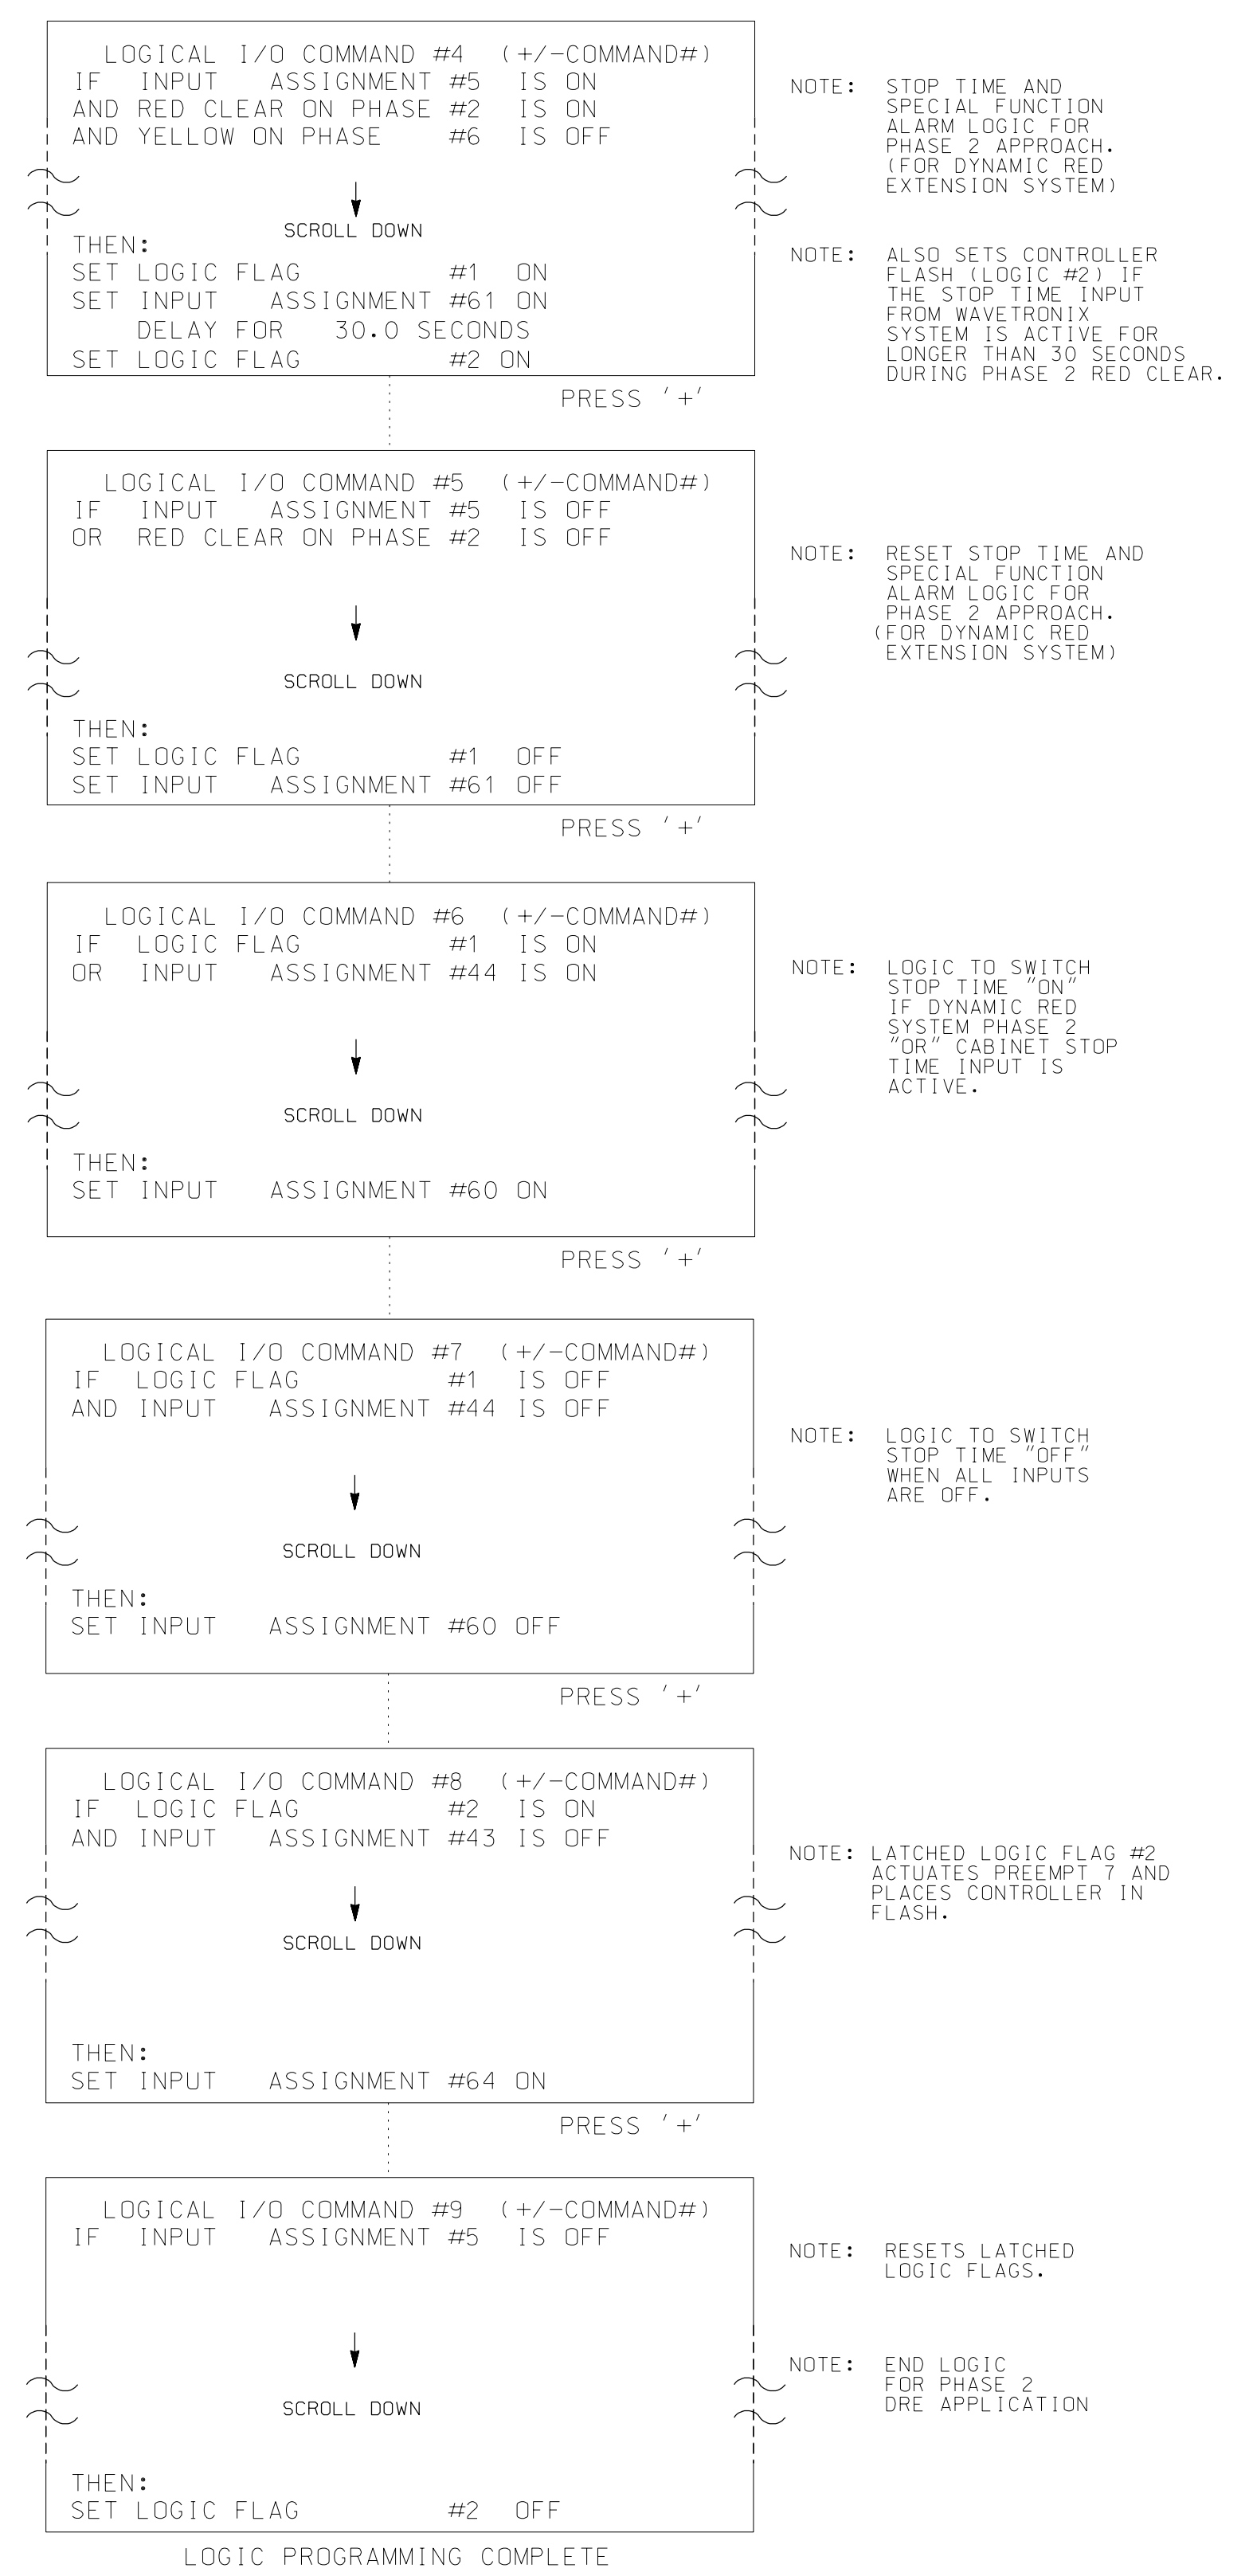 LOGICAL I/O COMMAND #4 (+/-COMMAND#)
IF INPUT ASSIGNMENT #5 IS ON
AND RED CLEAR ON PHASE #2 IS ON
AND YELLOW ON PHASE #6 IS OFF
SCROLL DOWN
THEN:
SET LOGIC FLAG #1 ON
SET INPUT ASSIGNMENT #61 ON
DELAY FOR 30.0 SECONDS
SET LOGIC FLAG #2 ON
PRESS '+'
NOTE: STOP TIME AND
SPECIAL FUNCTION
ALARM LOGIC FOR
PHASE 2 APPROACH.
(FOR DYNAMIC RED
EXTENSION SYSTEM)
NOTE: ALSO SETS CONTROLLER
FLASH (LOGIC #2) IF
THE STOP TIME INPUT
FROM WAVETRONIX
SYSTEM IS ACTIVE FOR
LONGER THAN 30 SECONDS
DURING PHASE 2 RED CLEAR.
LOGICAL I/O COMMAND #5 (+/-COMMAND#)
IF INPUT ASSIGNMENT #5 IS OFF
OR RED CLEAR ON PHASE #2 IS OFF
SCROLL DOWN
THEN:
SET LOGIC FLAG #1 OFF
SET INPUT ASSIGNMENT #61 OFF
PRESS '+'
NOTE: RESET STOP TIME AND
SPECIAL FUNCTION
ALARM LOGIC FOR
PHASE 2 APPROACH.
(FOR DYNAMIC RED
EXTENSION SYSTEM)
LOGICAL I/O COMMAND #6 (+/-COMMAND#)
IF LOGIC FLAG #1 IS ON
OR INPUT ASSIGNMENT #44 IS ON
SCROLL DOWN
THEN:
SET INPUT ASSIGNMENT #60 ON
PRESS '+'
NOTE: LOGIC TO SWITCH
STOP TIME "ON"
IF DYNAMIC RED
SYSTEM PHASE 2
"OR" CABINET STOP
TIME INPUT IS
ACTIVE.
LOGICAL I/O COMMAND #7 (+/-COMMAND#)
IF LOGIC FLAG #1 IS OFF
AND INPUT ASSIGNMENT #44 IS OFF
SCROLL DOWN
THEN:
SET INPUT ASSIGNMENT #60 OFF
PRESS '+'
NOTE: LOGIC TO SWITCH
STOP TIME "OFF"
WHEN ALL INPUTS
ARE OFF.
LOGICAL I/O COMMAND #8 (+/-COMMAND#)
IF LOGIC FLAG #2 IS ON
AND INPUT ASSIGNMENT #43 IS OFF
SCROLL DOWN
THEN:
SET INPUT ASSIGNMENT #64 ON
PRESS '+'
NOTE: LATCHED LOGIC FLAG #2
ACTUATES PREEMPT 7 AND
PLACES CONTROLLER IN
FLASH.
LOGICAL I/O COMMAND #9 (+/-COMMAND#)
IF INPUT ASSIGNMENT #5 IS OFF
SCROLL DOWN
THEN:
SET LOGIC FLAG #2 OFF
NOTE: RESETS LATCHED
LOGIC FLAGS.
NOTE: END LOGIC
FOR PHASE 2
DRE APPLICATION
LOGIC PROGRAMMING COMPLETE